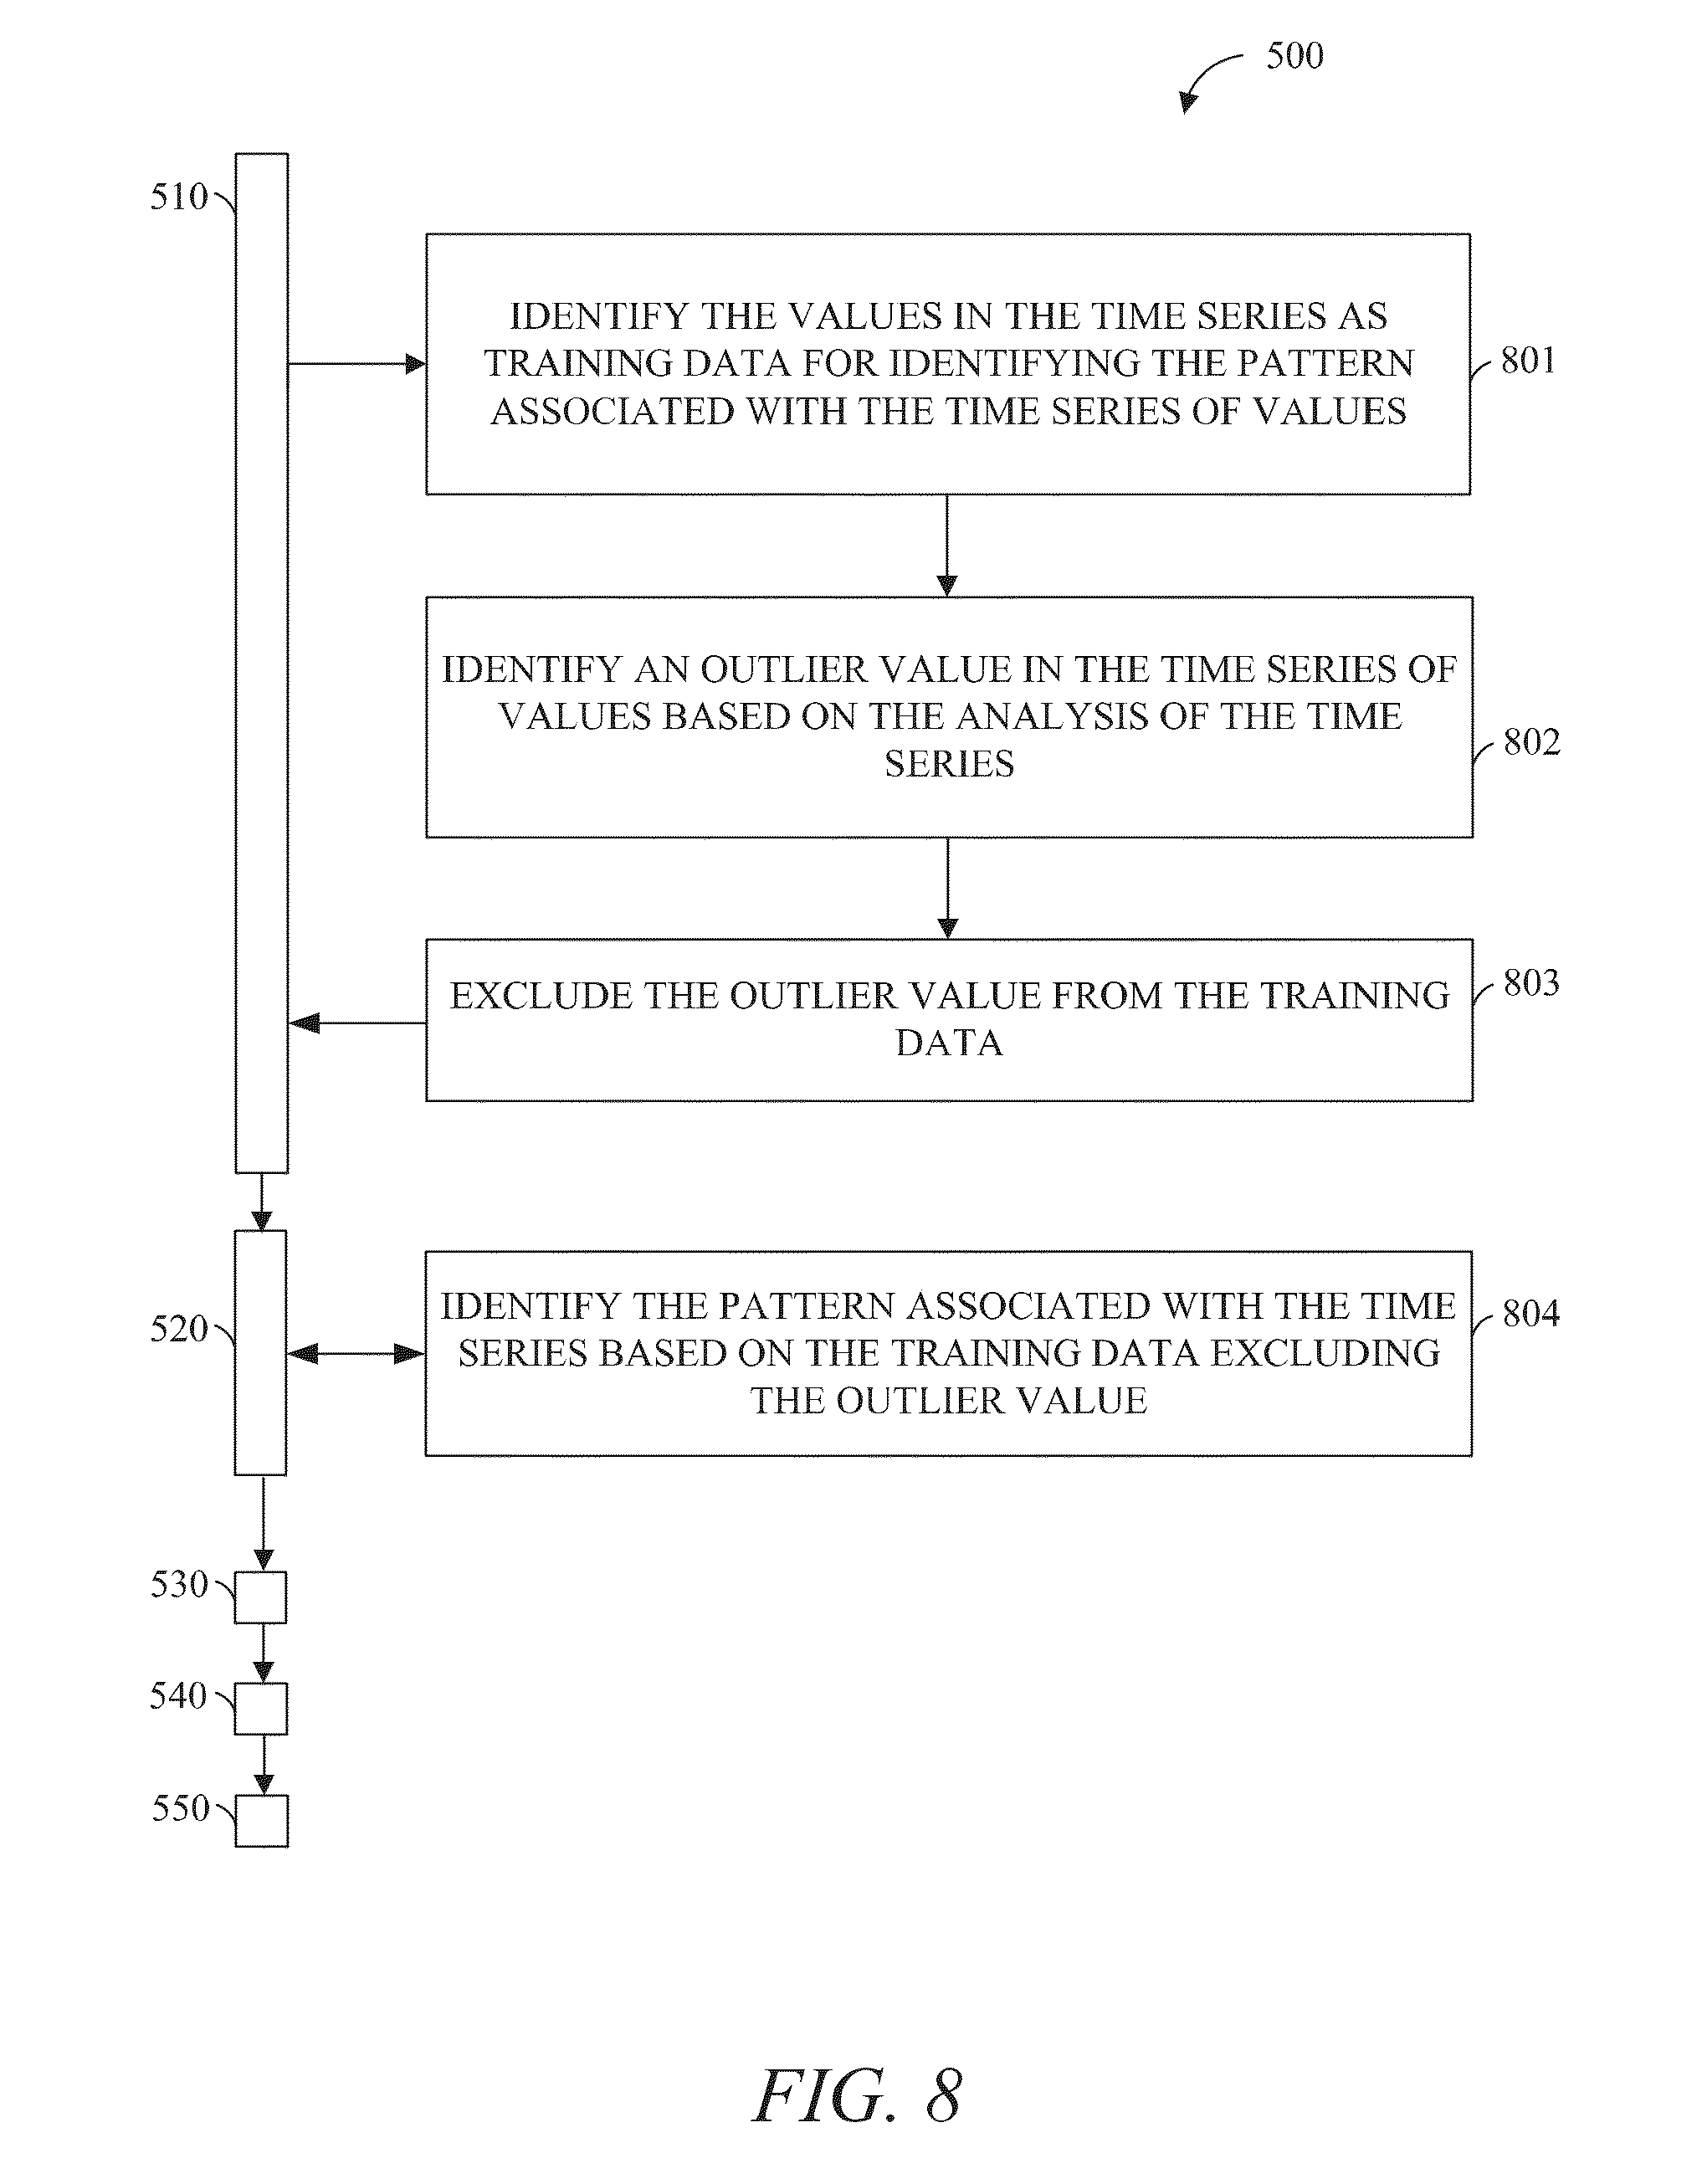 500
510
IDENTIFY THE VALUES IN THE TIME SERIES AS
TRAINING DATA FOR IDENTIFYING THE PATTERN
ASSOCIATED WITH THE TIME SERIES OF VALUES
801
IDENTIFY AN OUTLIER VALUE IN THE TIME SERIES OF
VALUES BASED ON THE ANALYSIS OF THE TIME
SERIES
802
EXCLUDE THE OUTLIER VALUE FROM THE TRAINING
DATA
803
520
IDENTIFY THE PATTERN ASSOCIATED WITH THE TIME
SERIES BASED ON THE TRAINING DATA EXCLUDING
THE OUTLIER VALUE
804
530
540
550
FIG. 8